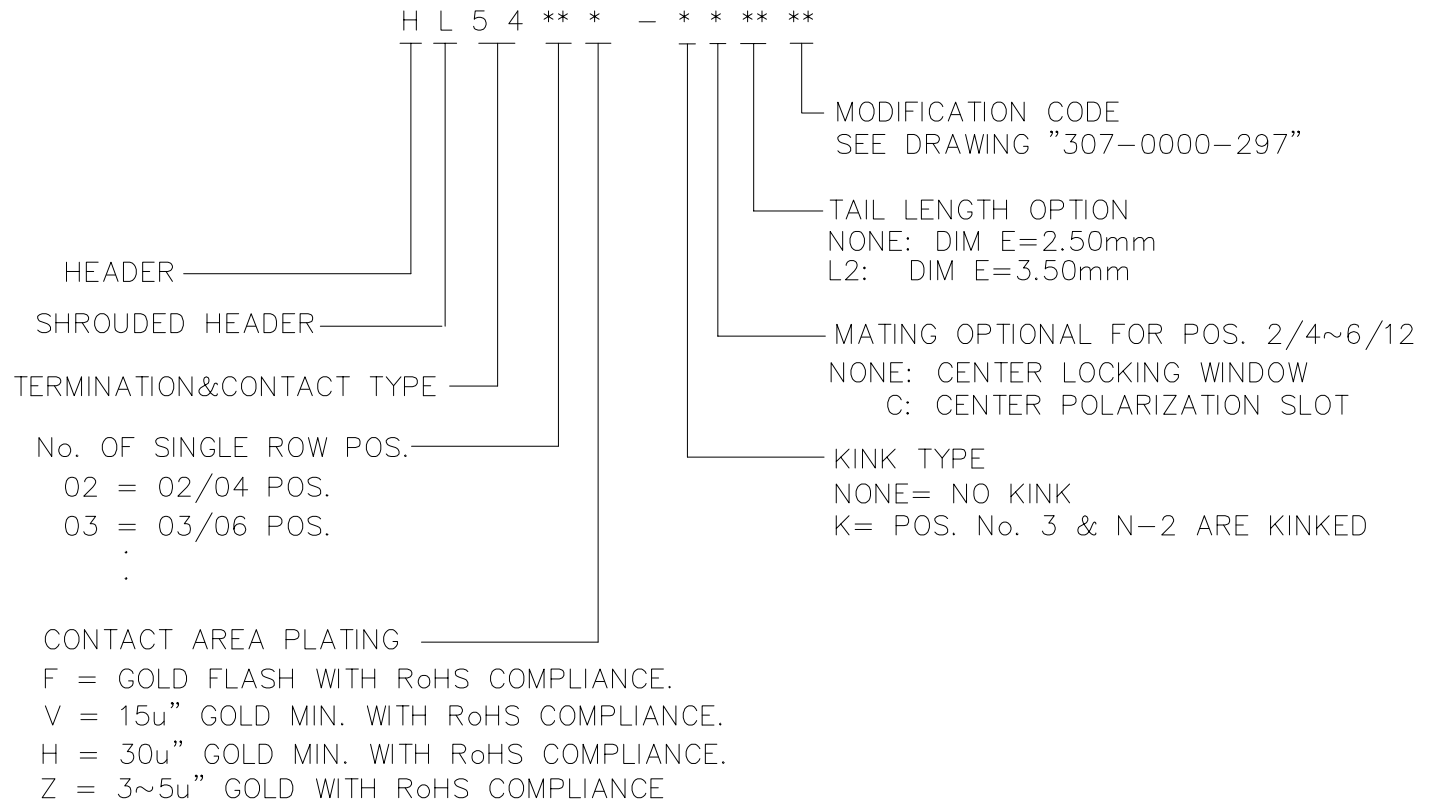 H L 5 4 ** * - * * ** **
MODIFICATION CODE
SEE DRAWING "307-0000-297"
TAIL LENGTH OPTION
NONE: DIM E=2.50mm
L2: DIM E=3.50mm
HEADER
SHROUDED HEADER
MATING OPTIONAL FOR POS. 2/4~6/12
NONE: CENTER LOCKING WINDOW
C: CENTER POLARIZATION SLOT
TERMINATION&CONTACT TYPE
No. OF SINGLE ROW POS.
02 = 02/04 POS.
03 = 03/06 POS.
.
.
KINK TYPE
NONE= NO KINK
K= POS. No. 3 & N-2 ARE KINKED
CONTACT AREA PLATING
F = GOLD FLASH WITH RoHS COMPLIANCE.
V = 15u" GOLD MIN. WITH RoHS COMPLIANCE.
H = 30u" GOLD MIN. WITH RoHS COMPLIANCE.
Z = 3~5u" GOLD WITH RoHS COMPLIANCE